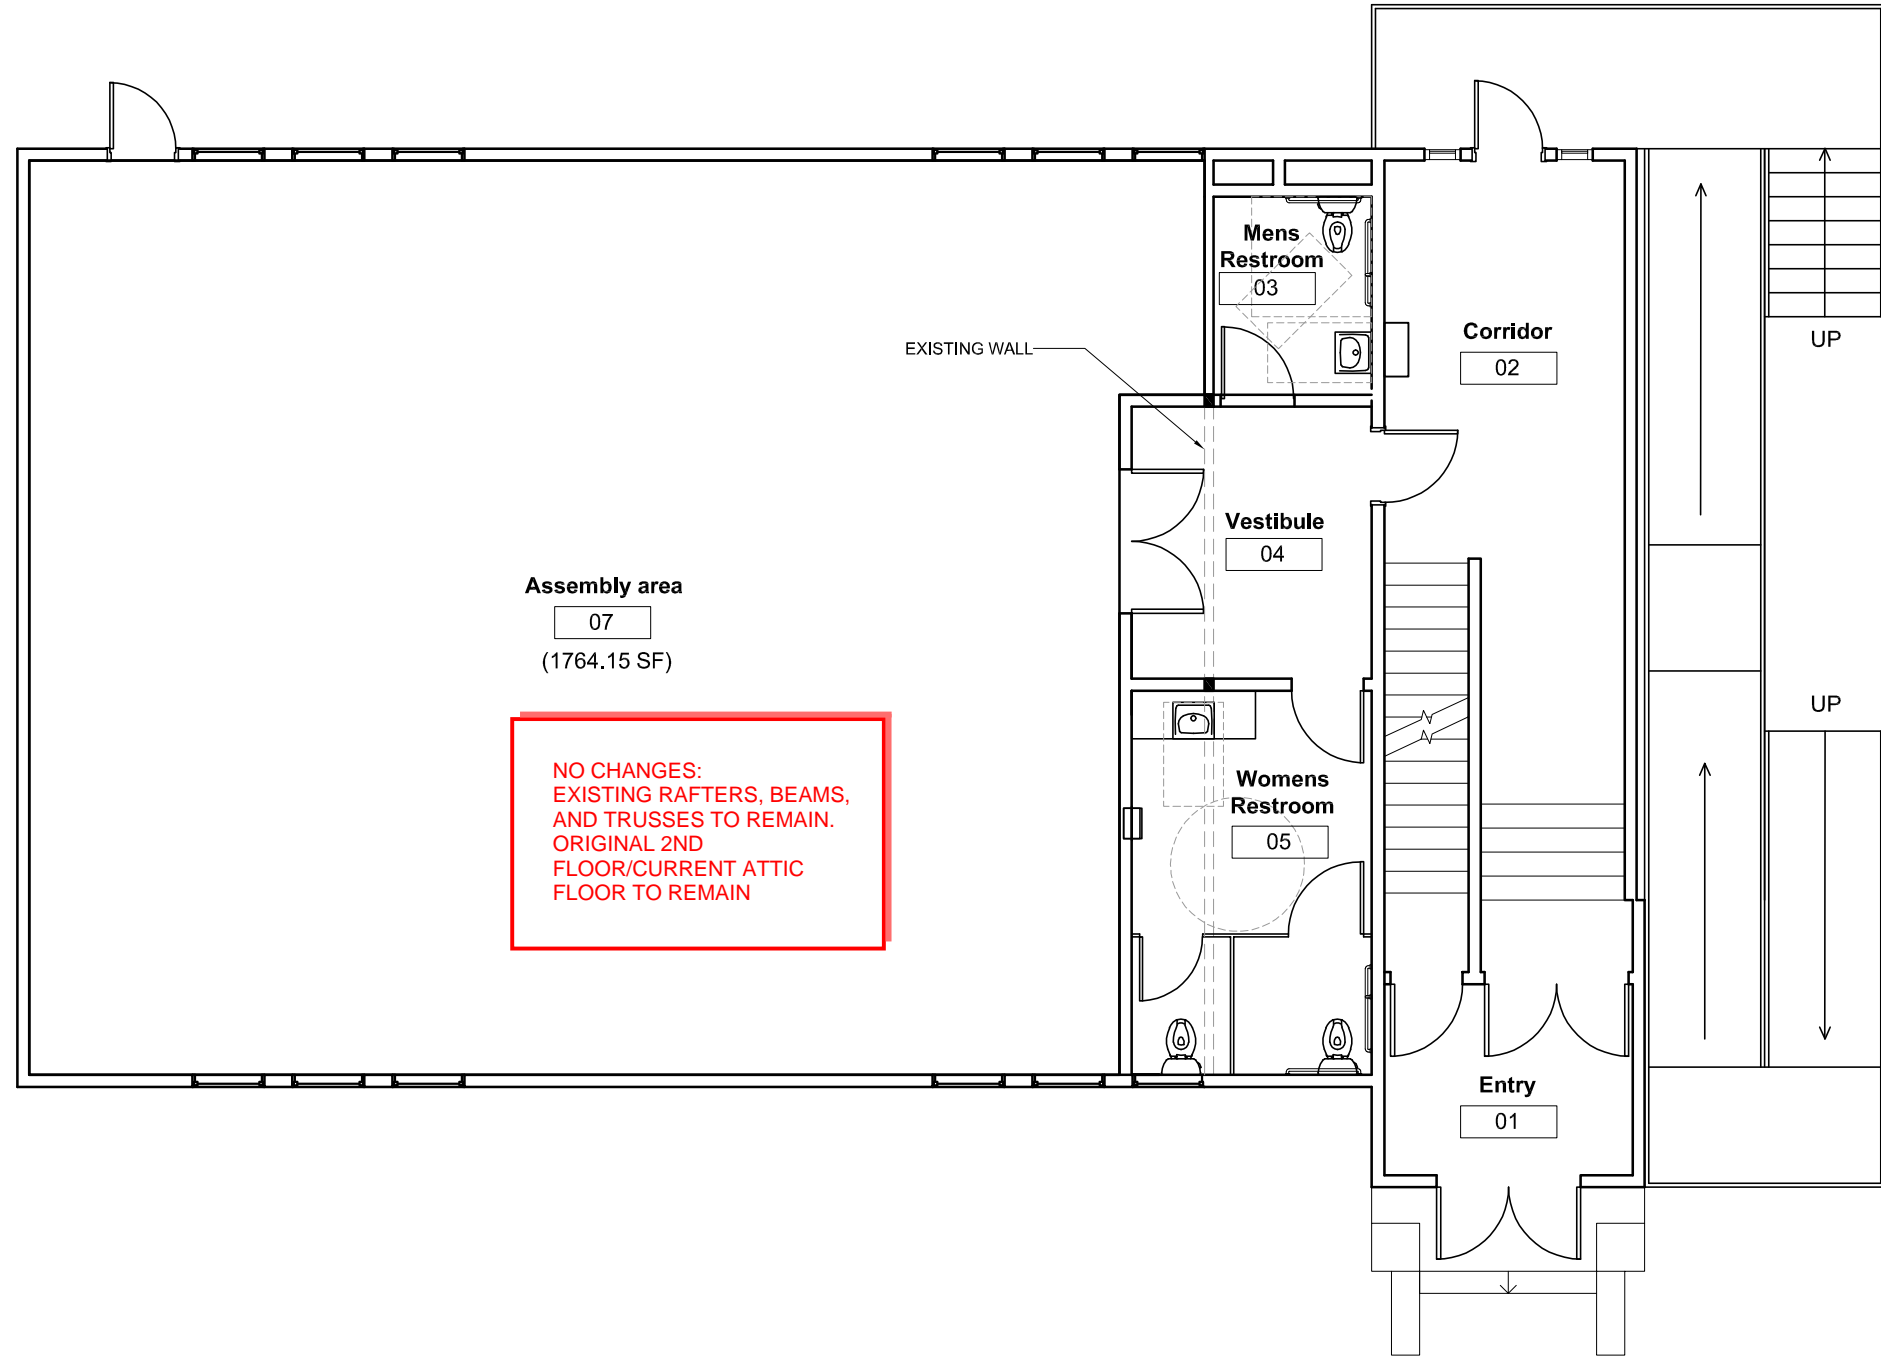 Mens
Restroom
03
EXISTING WALL
Corridor
02
UP
Vestibule
04
Assembly area
07
(1764.15 SF)
UP
NO CHANGES:
EXISTING RAFTERS, BEAMS,
AND TRUSSES TO REMAIN.
ORIGINAL 2ND
FLOOR/CURRENT ATTIC
FLOOR TO REMAIN
Womens
Restroom
05
Entry
01